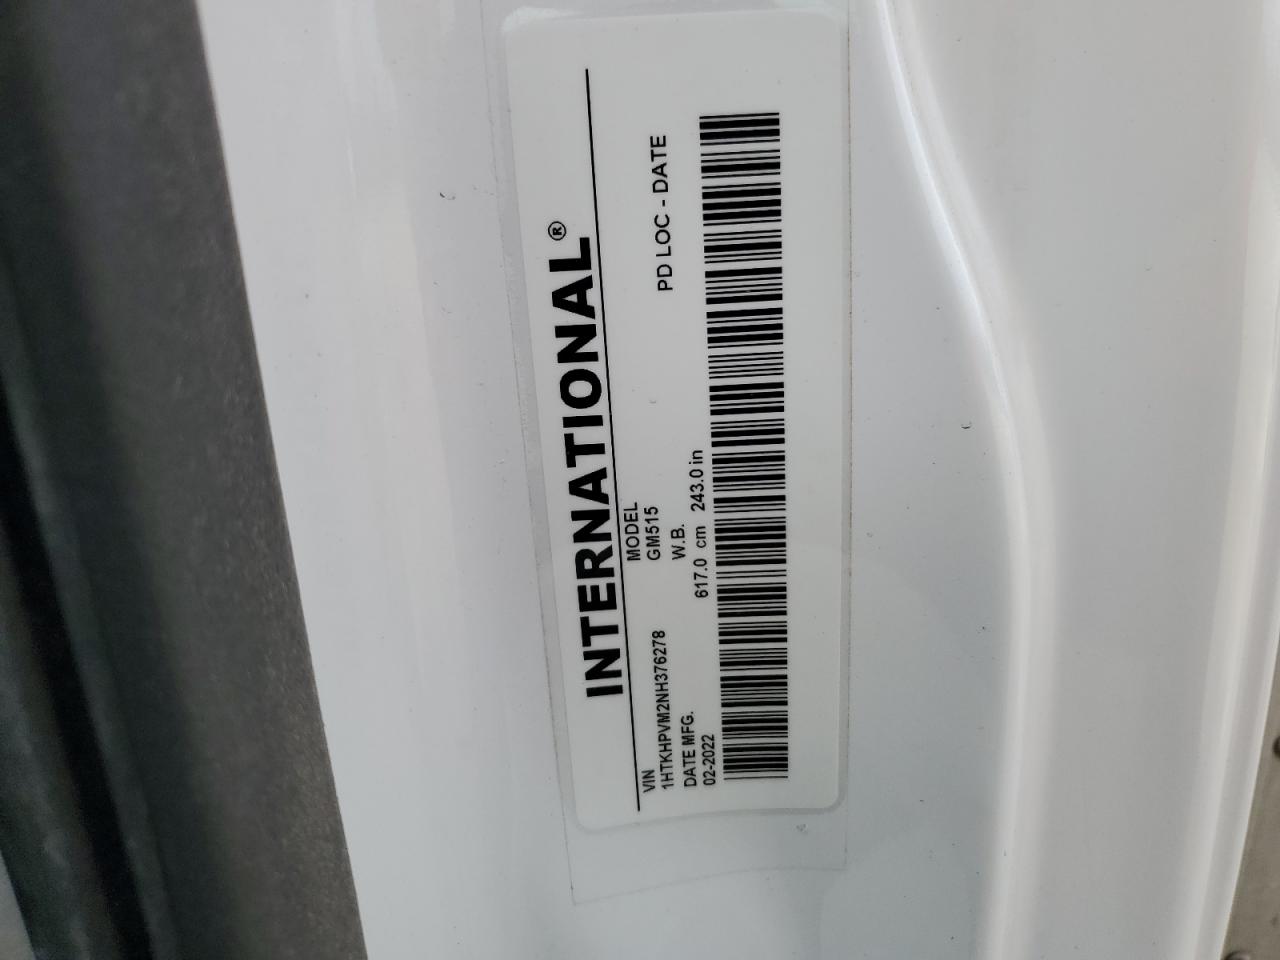 INTERNATIONAL®
VIN
1HTKHPVM2NH376278
MODEL
GM515
PD LOC - DATE
DATE MFG.
02-2022
W.B.
617.0 cm 243.0 in